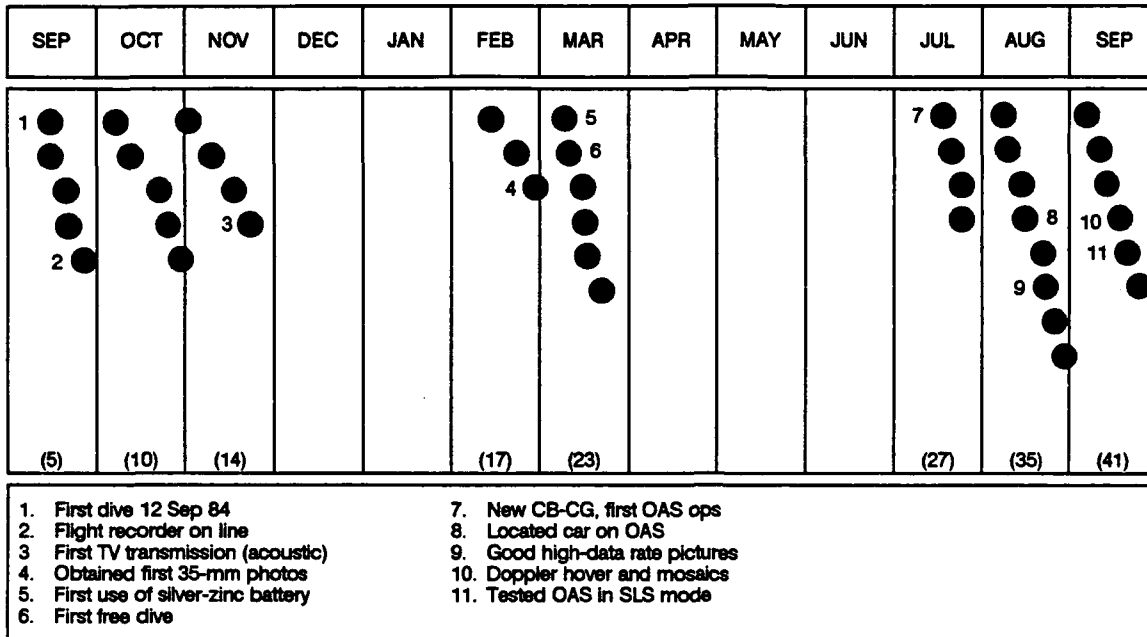 SEP OCT NOV DEC JAN FEB MAR APR MAY JUN JUL AUG SEP
1 5 7
6
4
3 8 10
2 11
9
(5) (10) (14) (17) (23) (27) (35) (41)
1. First dive 12 Sep 84
2. Flight recorder on line
3 First TV transmission (acoustic)
4. Obtained first 35-mm photos
5. First use of silver-zinc battery
6. First free dive
7. New CB-CG, first OAS ops
8. Located car on OAS
9. Good high-data rate pictures
10. Doppler hover and mosaics
11. Tested OAS in SLS mode